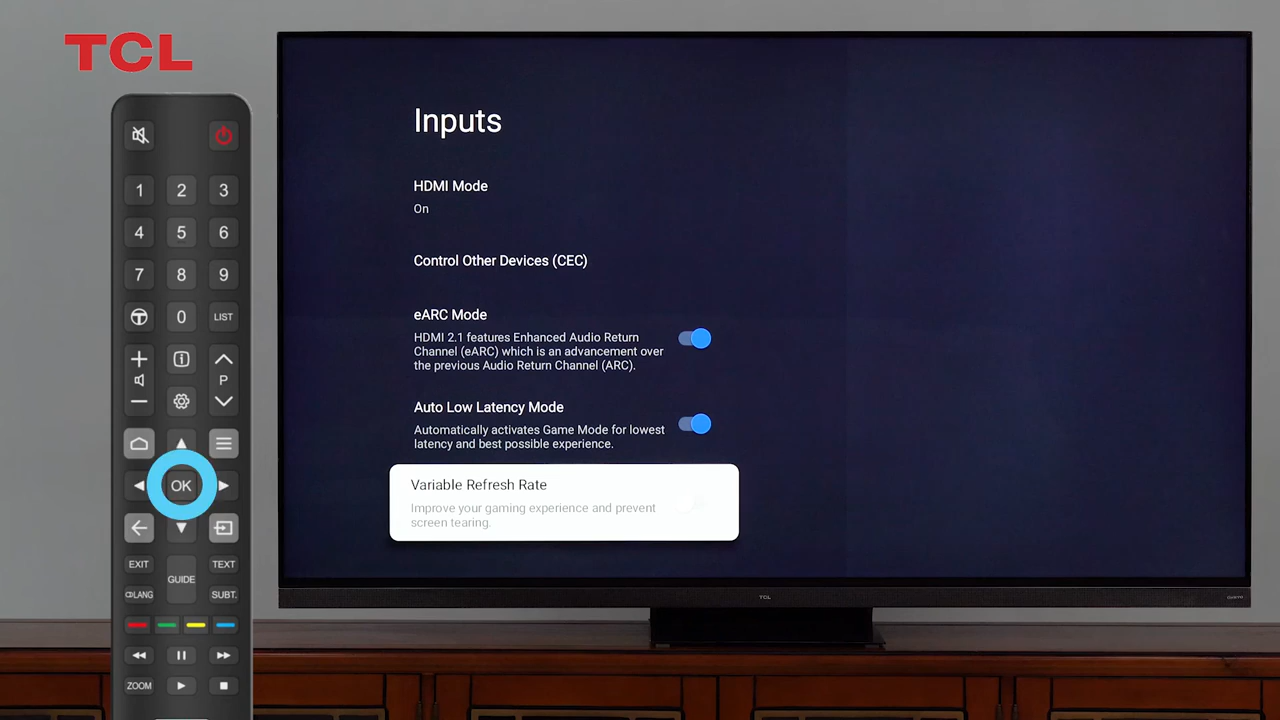 TCL
Inputs
HDMI Mode
On
Control Other Devices (CEC)
eARC Mode
HDMI 2.1 features Enhanced Audio Return
Channel (eARC) which is an advancement over
the previous Audio Return Channel (ARC).
Auto Low Latency Mode
Automatically activates Game Mode for lowest
latency and best possible experience.
Variable Refresh Rate
Improve your gaming experience and prevent
screen tearing.
TCL
1 2 3
4 5 6
7 8 9
0 LIST
P
OK
EXIT TEXT
GUIDE
LANG SUBT.
ZOOM